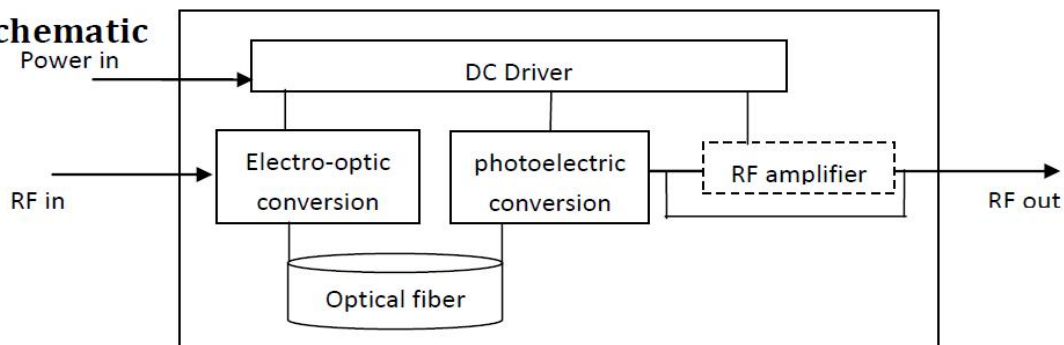 chematic
Power in
DC Driver
Electro-optic
conversion
photoelectric
conversion
RF amplifier
RF in
RF out
Optical fiber